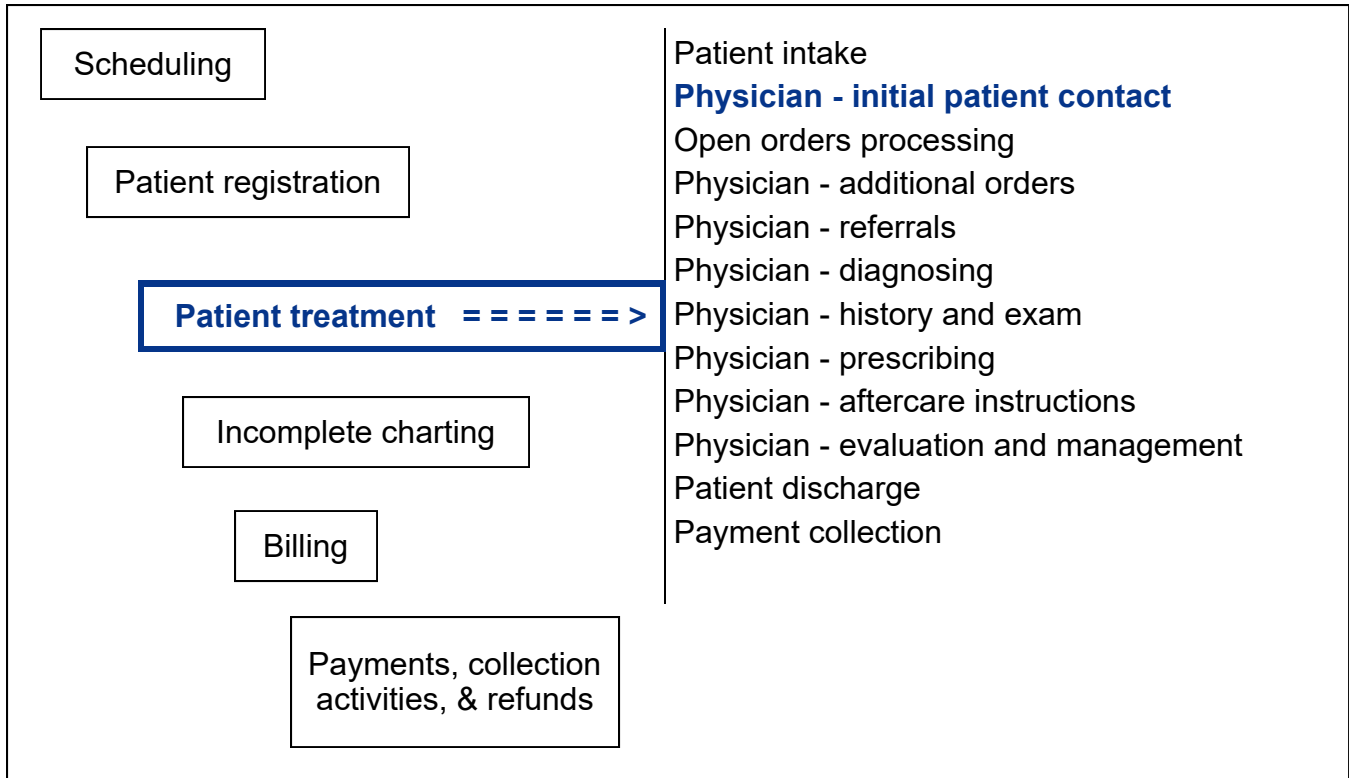 Scheduling
Patient registration
Patient treatment = = = = = = >
Incomplete charting
Billing
Payments, collection
activities, & refunds
Patient intake
Physician - initial patient contact
Open orders processing
Physician - additional orders
Physician - referrals
Physician - diagnosing
Physician - history and exam
Physician - prescribing
Physician - aftercare instructions
Physician - evaluation and management
Patient discharge
Payment collection